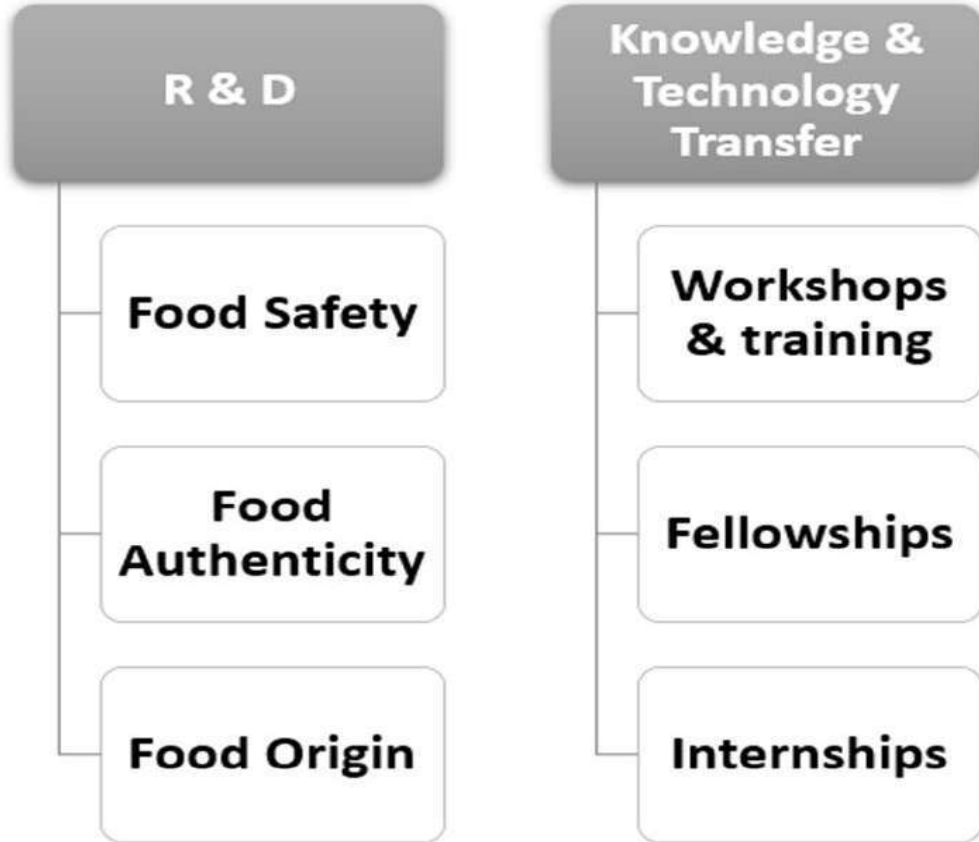 R & D
Food Safety
Food
Authenticity
Food Origin
Knowledge &
Technology
Transfer
Workshops
& training
Fellowships
Internships